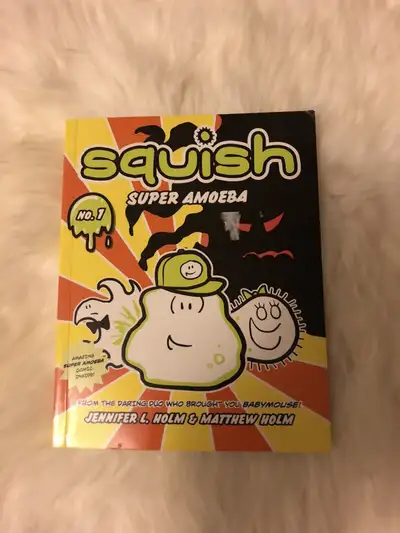 squish
SUPER AMOEBA
NO. 1
AMAZING
SUPER AMOEBA
COMIC
INSIDE!
FROM THE DARING DUO WHO BROUGHT YOU BABYMOUSE!
JENNIFER L. HOLM & MATTHEW HOLM